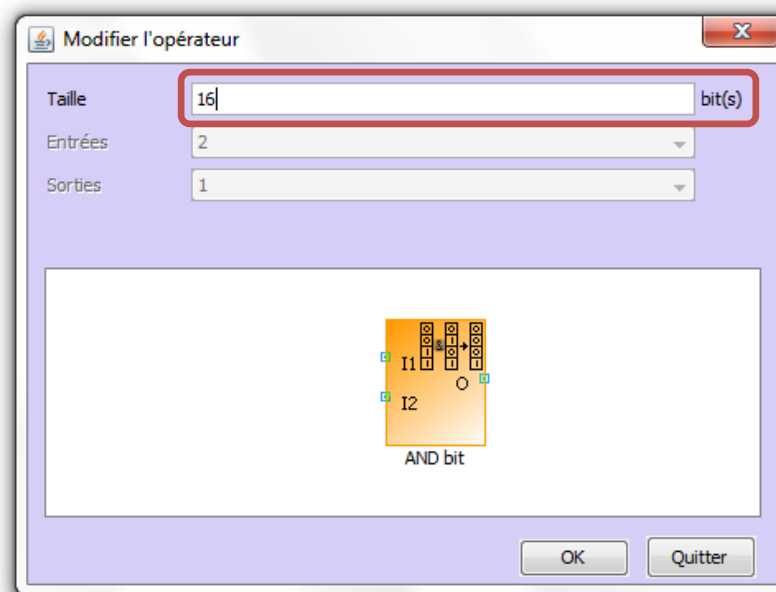 Modifier l'opérateur
Taille 16 bit(s)
Entrées 2
Sorties 1
I1
&
O
I2
AND bit
OK Quitter